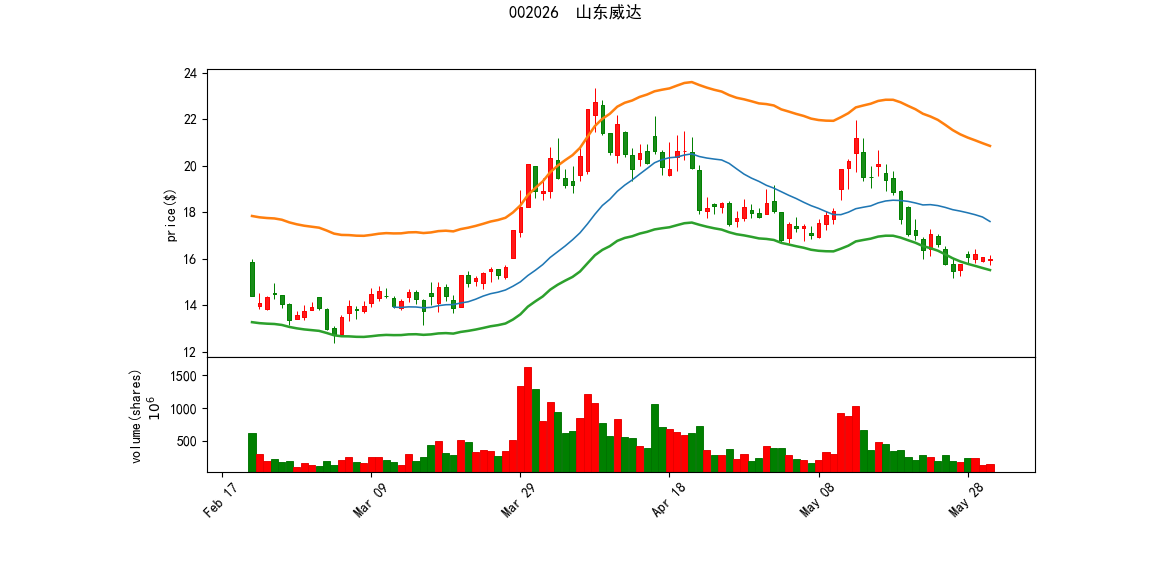 002026 山东威达
24
22
20
18
16
14
12
price($)
1500
1000
500
volume(shares)
10^6
Feb 17
Mar 09
Mar 29
Apr 18
May 08
May 28